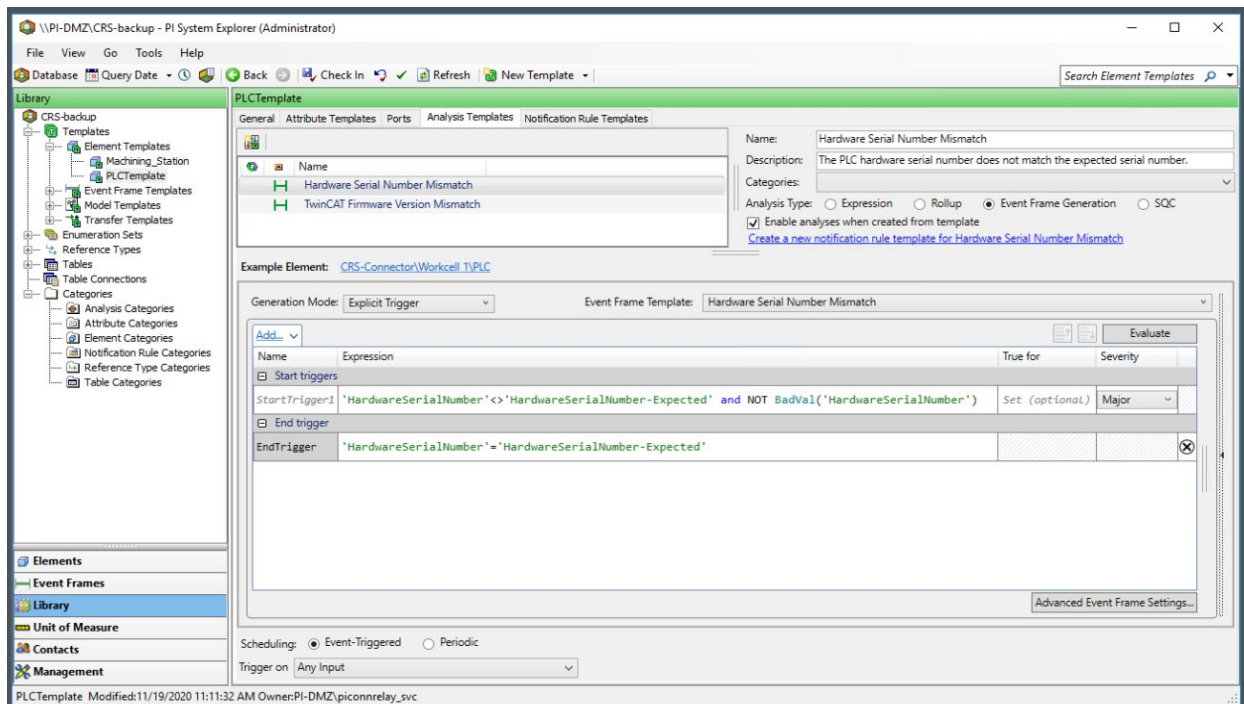 \\PI-DMZ\CRS-backup - PI System Explorer (Administrator)
File View Go Tools Help
Database Query Date Back Check In Refresh New Template Search Element Templates
Library
CRS-backup
Templates
Element Templates
Machining_Station
PLCTemplate
Event Frame Templates
Model Templates
Transfer Templates
Enumeration Sets
Reference Types
Tables
Table Connections
Categories
Analysis Categories
Attribute Categories
Element Categories
Notification Rule Categories
Reference Type Categories
Table Categories
Elements
Event Frames
Library
Unit of Measure
Contacts
Management
PLCTemplate
General Attribute Templates Ports Analysis Templates Notification Rule Templates
Name
Hardware Serial Number Mismatch
TwinCAT Firmware Version Mismatch
Name: Hardware Serial Number Mismatch
Description: The PLC hardware serial number does not match the expected serial number.
Categories:
Analysis Type: Expression Rollup Event Frame Generation SQC
Enable analyses when created from template
Create a new notification rule template for Hardware Serial Number Mismatch
Example Element: CRS-Connector\Workcell 1\PLC
Generation Mode: Explicit Trigger Event Frame Template: Hardware Serial Number Mismatch
Add... Evaluate
Name Expression True for Severity
Start triggers
StartTrigger1 'HardwareSerialNumber'<>'HardwareSerialNumber-Expected' and NOT BadVal('HardwareSerialNumber') Set (optional) Major
End trigger
EndTrigger 'HardwareSerialNumber'='HardwareSerialNumber-Expected'
Advanced Event Frame Settings...
Scheduling: Event-Triggered Periodic
Trigger on Any Input
PLCTemplate Modified:11/19/2020 11:11:32 AM Owner:PI-DMZ\piconnrelay_svc